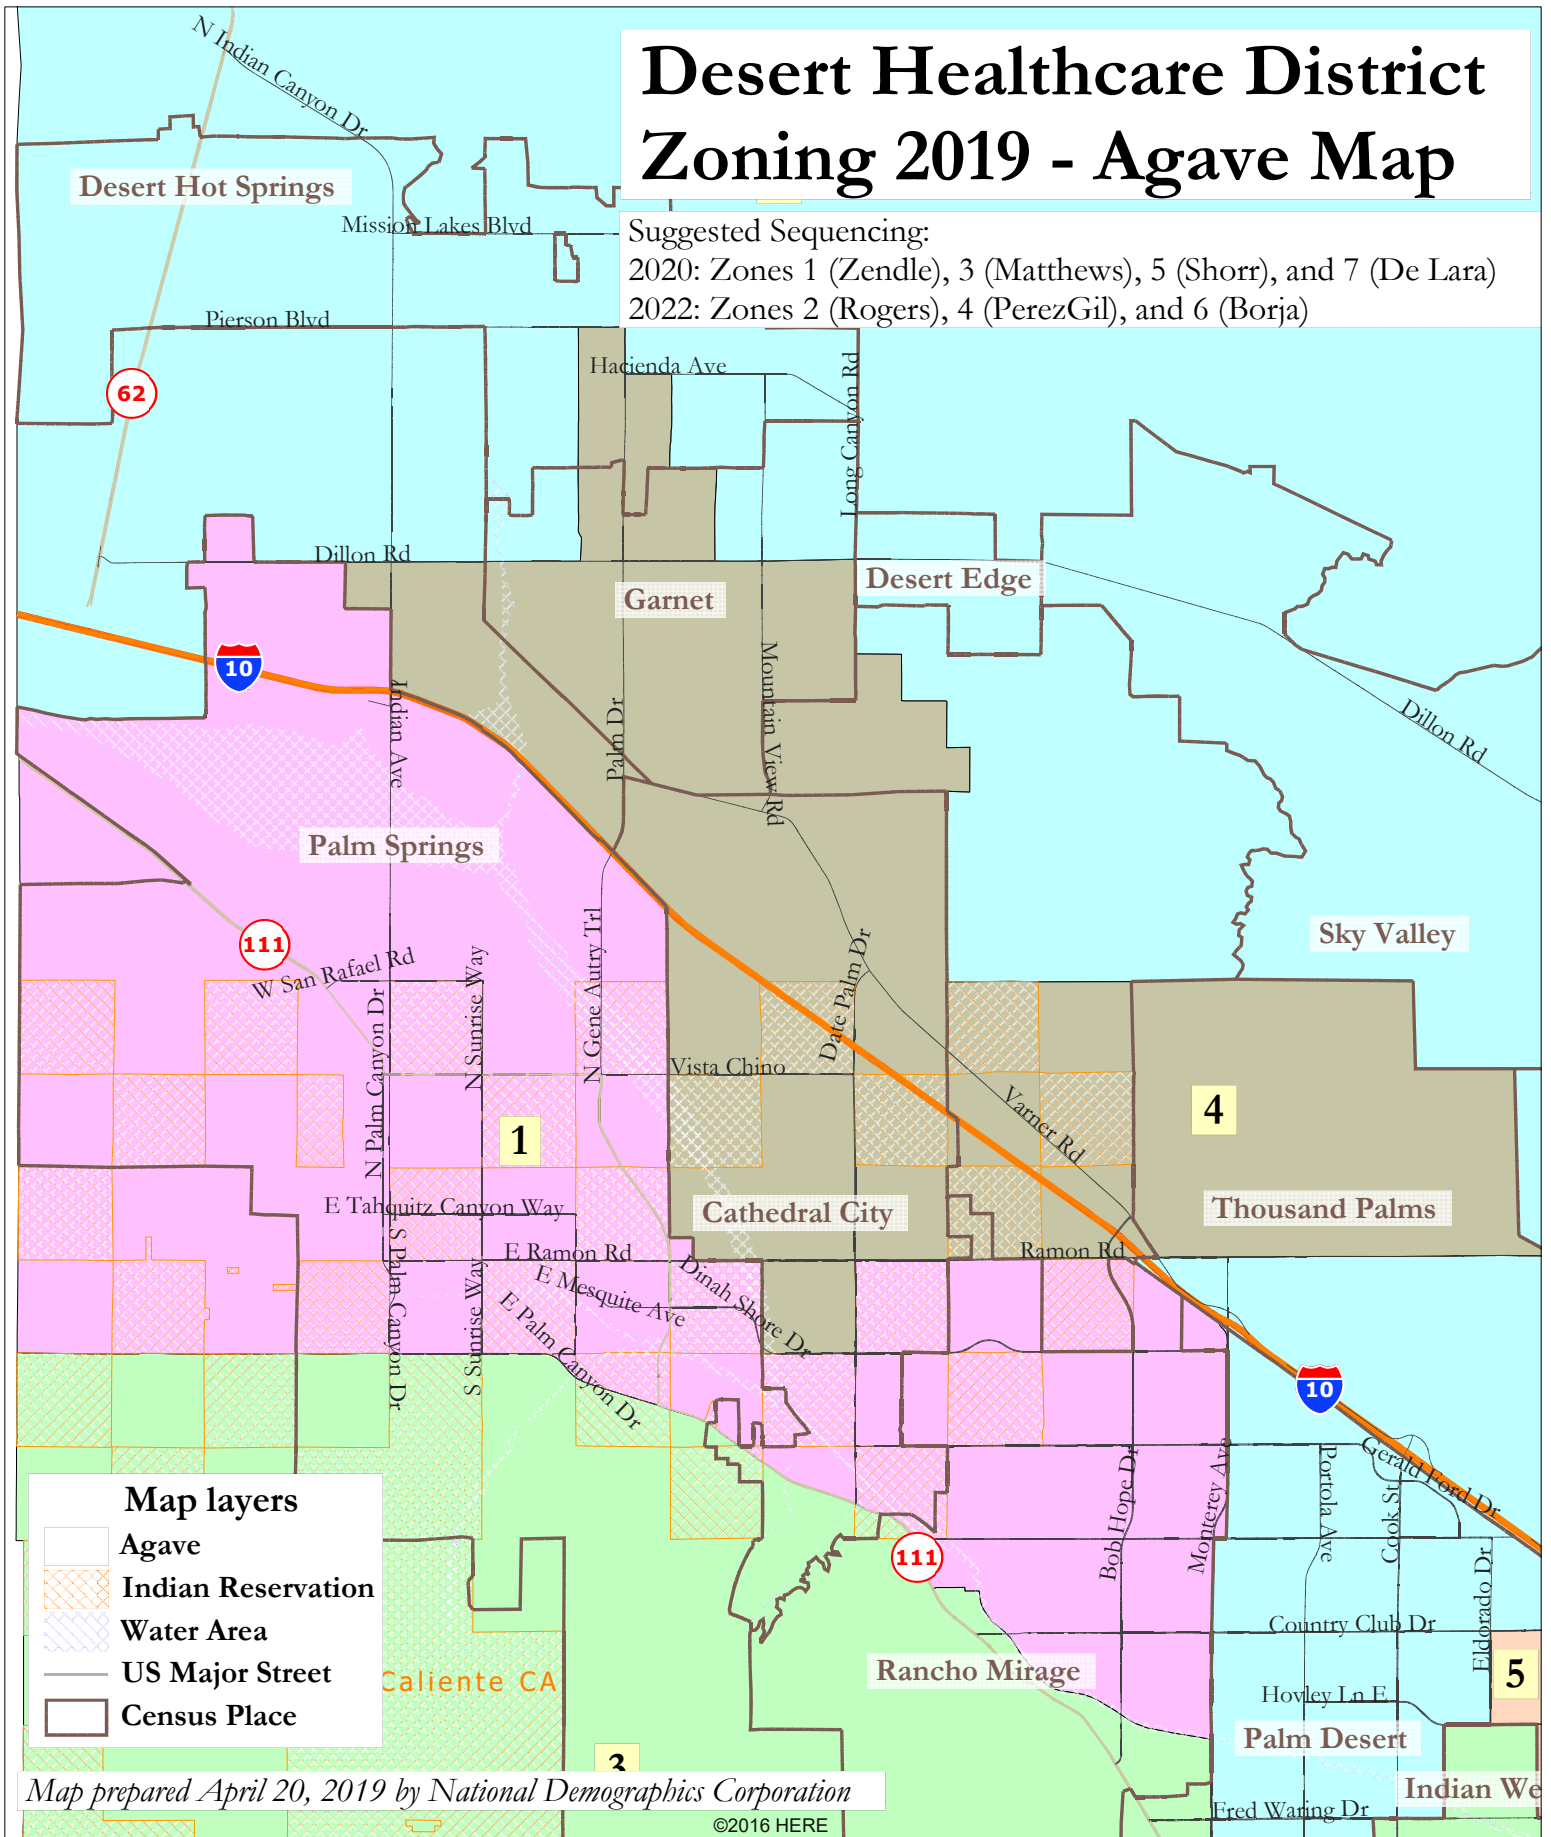 Desert Healthcare District
Zoning 2019 - Agave Map
Suggested Sequencing:
2020: Zones 1 (Zendle), 3 (Matthews), 5 (Shorr), and 7 (De Lara)
2022: Zones 2 (Rogers), 4 (PerezGil), and 6 (Borja)
N Indian Canyon Dr
Desert Hot Springs
Mission Lakes Blvd
Pierson Blvd
Hacienda Ave
62
Long Canyon Rd
Dillon Rd
Desert Edge
Garnet
10
Indian Ave
Palm Dr
Mountain View Rd
Dillon Rd
Palm Springs
111
W San Rafael Rd
N Palm Canyon Dr
N Sunrise Way
N Gene Autry Trl
Date Palm Dr
Sky Valley
Vista Chino
Varner Rd
1
4
E Tahquitz Canyon Way
Cathedral City
Thousand Palms
S Palm Canyon Dr
S Sunrise Way
E Ramon Rd
Ramon Rd
E Mesquite Ave
Dinah Shore Dr
E Palm Canyon Dr
10
Bob Hope Dr
Monterey Ave
Portola Ave
Cook St
Gerald Ford Dr
Eldorado Dr
111
Country Club Dr
Rancho Mirage
5
Hovley Ln E
Palm Desert
Indian We
Fred Waring Dr
Map layers
Agave
Indian Reservation
Water Area
US Major Street
Census Place
Caliente CA
3
Map prepared April 20, 2019 by National Demographics Corporation
©2016 HERE